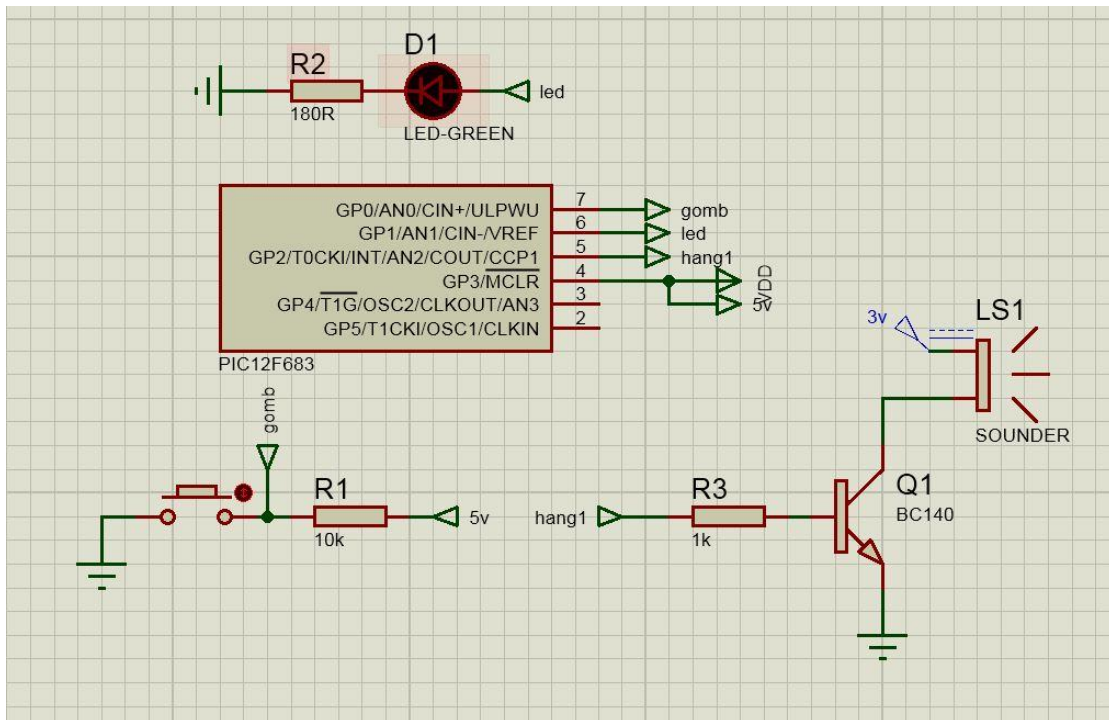 D1
R2
led
180R
LED-GREEN
7
GP0/AN0/CIN+/ULPWU
gomb
6
GP1/AN1/CIN-/VREF
led
5
GP2/T0CKI/INT/AN2/COUT/CCP1
hang1
4
GP3/MCLR
VDD
3
GP4/T1G/OSC2/CLKOUT/AN3
5v
2
GP5/T1CKI/OSC1/CLKIN
PIC12F683
3v
LS1
SOUNDER
gomb
R1
5v
10k
hang1
R3
1k
Q1
BC140